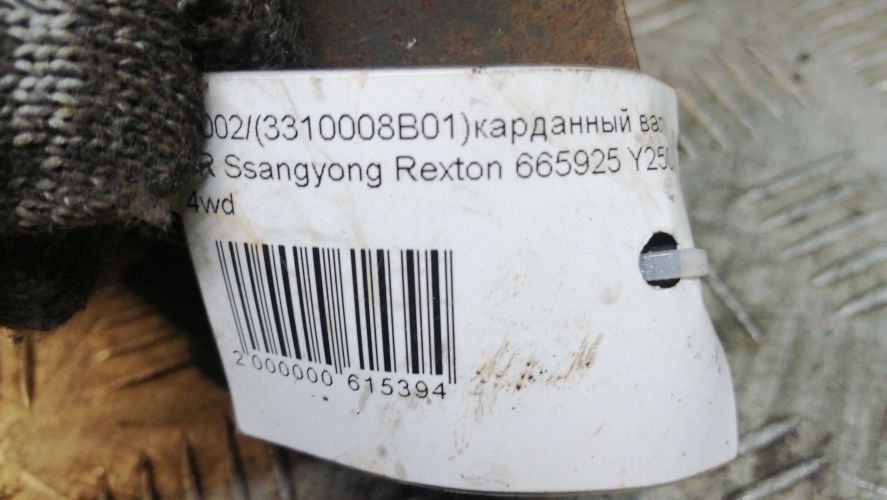 002/(3310008B01)карданный вал
R Ssangyong Rexton 665925 Y250
4wd
2 000000 615394